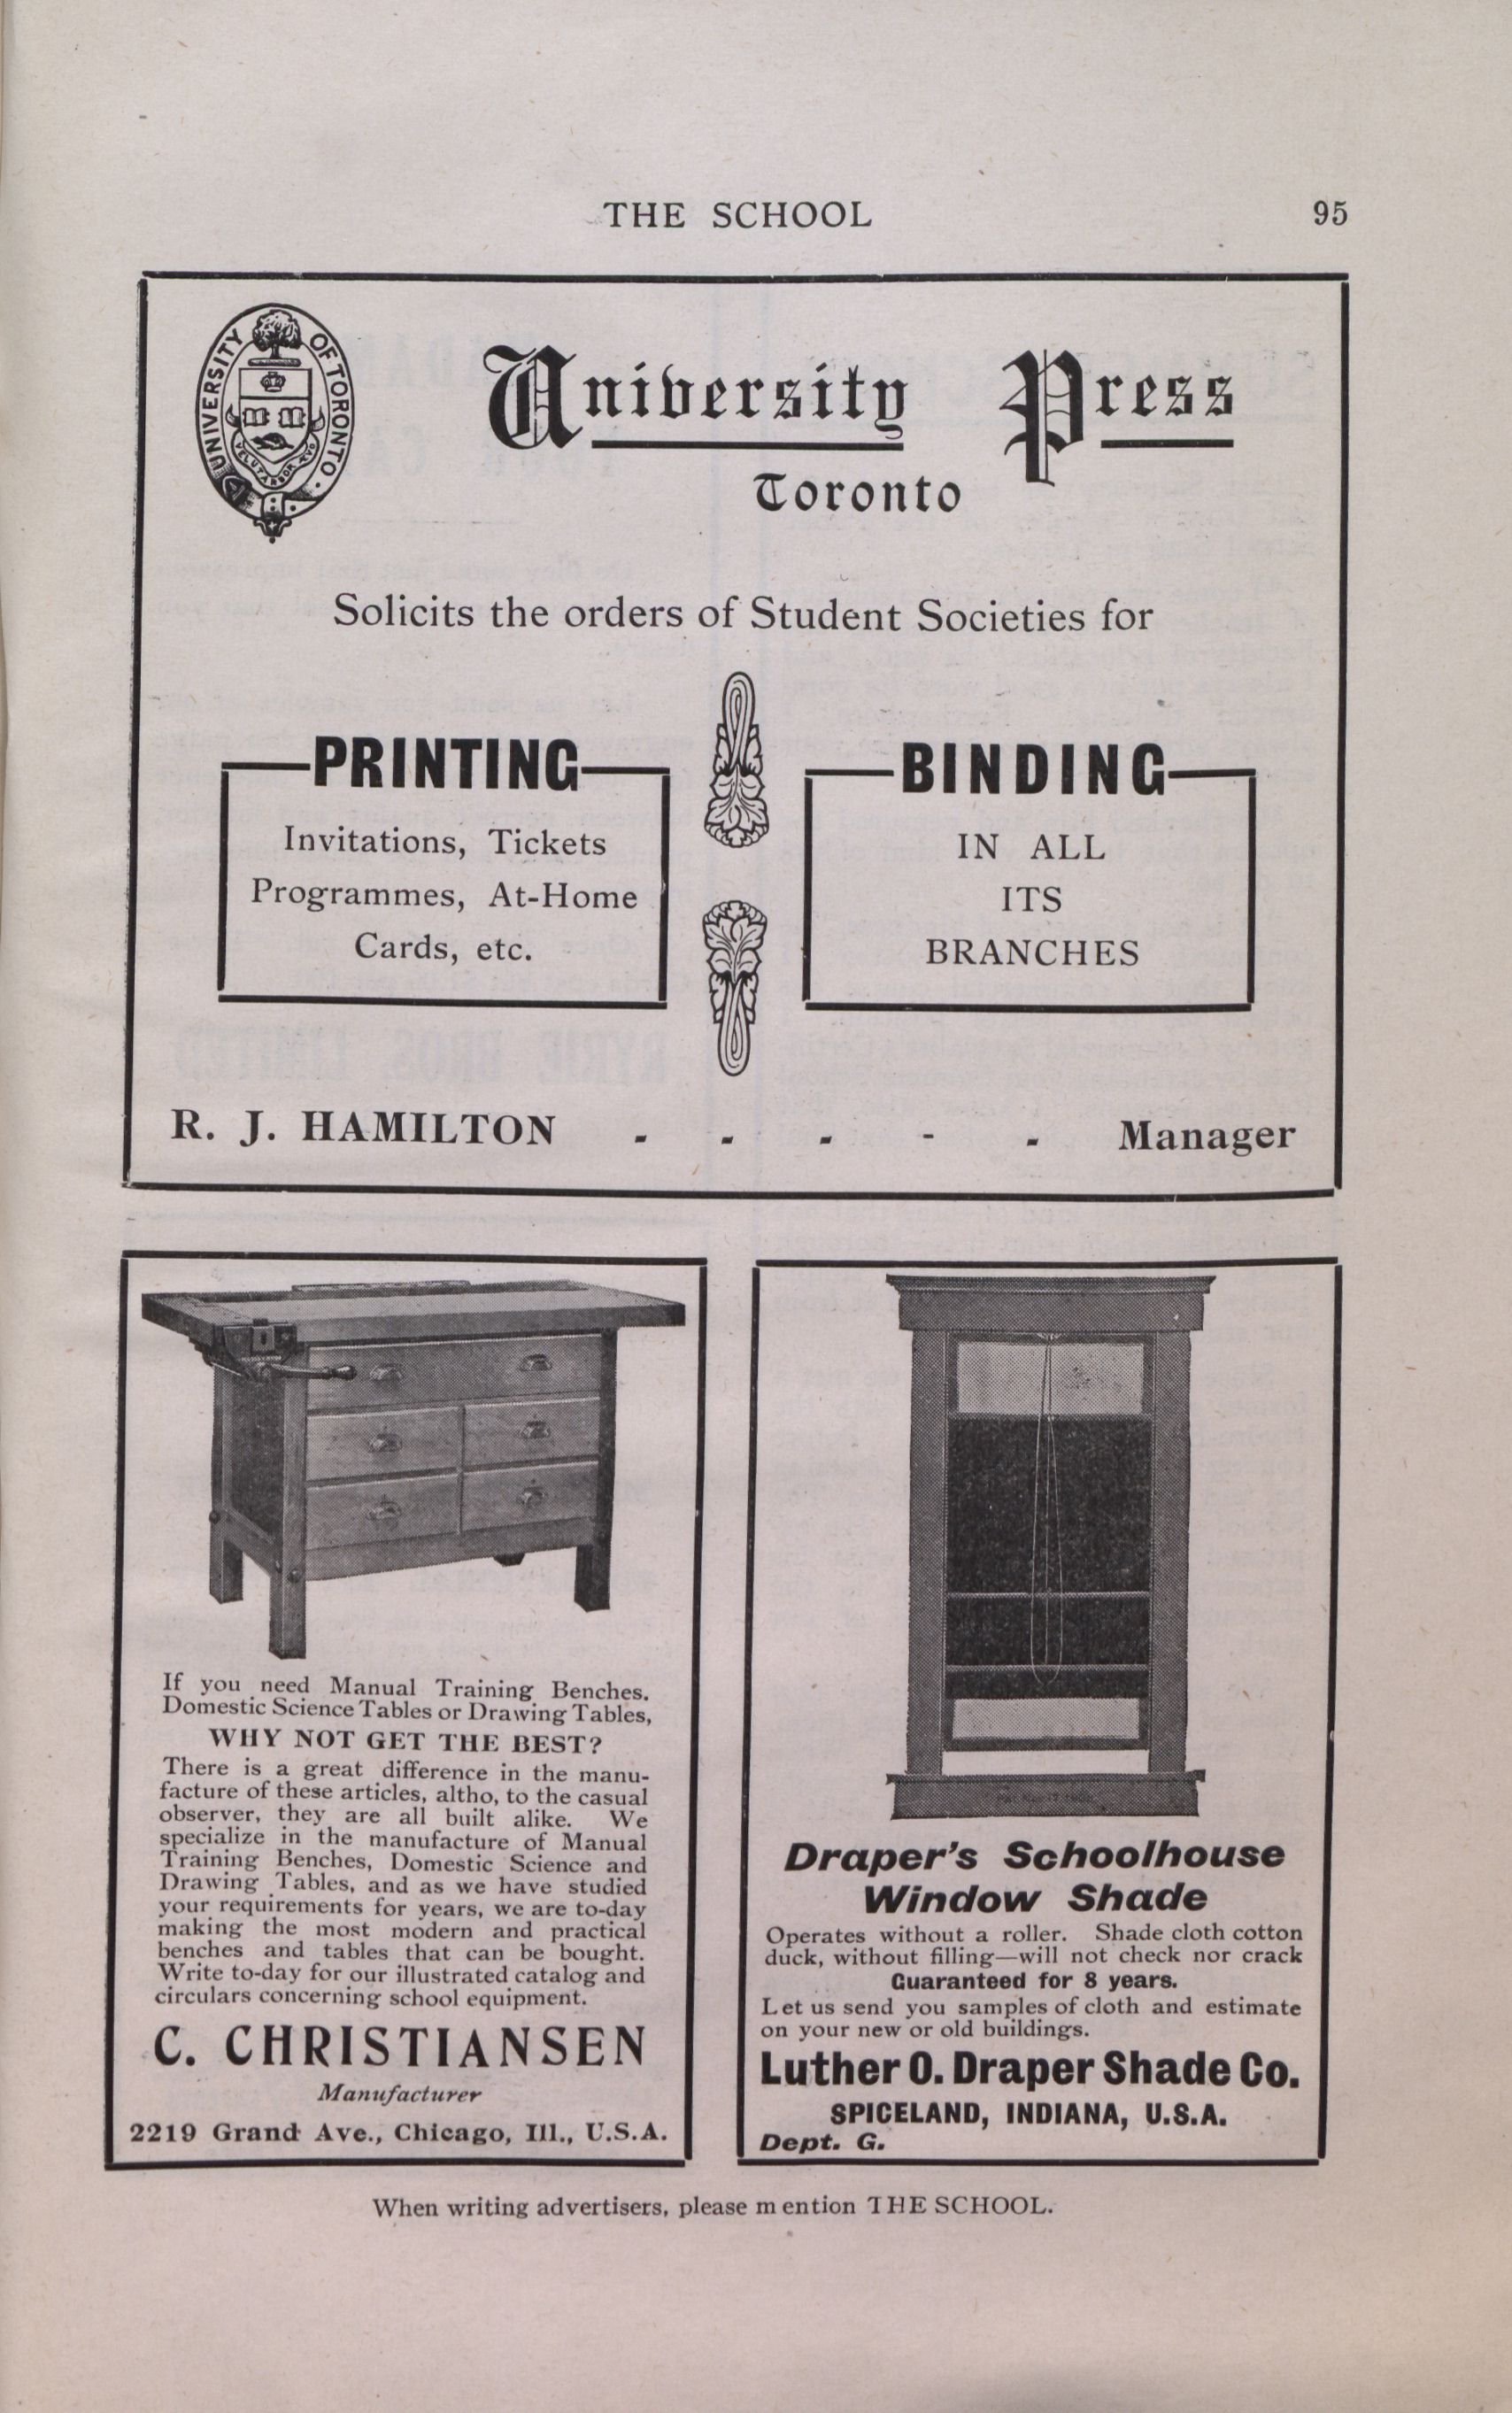 THE SCHOOL
95
UNIVERSITY OF TORONTO
VELUT ARBOR ÆVO
University Press
Toronto
Solicits the orders of Student Societies for
PRINTING
Invitations, Tickets
Programmes, At-Home
Cards, etc.
BINDING
IN ALL
ITS
BRANCHES
R. J. HAMILTON - - - - - Manager
If you need Manual Training Benches.
Domestic Science Tables or Drawing Tables,
WHY NOT GET THE BEST?
There is a great difference in the manu-
facture of these articles, altho, to the casual
observer, they are all built alike. We
specialize in the manufacture of Manual
Training Benches, Domestic Science and
Drawing Tables, and as we have studied
your requirements for years, we are to-day
making the most modern and practical
benches and tables that can be bought.
Write to-day for our illustrated catalog and
circulars concerning school equipment.
C. CHRISTIANSEN
Manufacturer
2219 Grand Ave., Chicago, Ill., U.S.A.
Draper's Schoolhouse
Window Shade
Operates without a roller. Shade cloth cotton
duck, without filling—will not check nor crack
Guaranteed for 8 years.
Let us send you samples of cloth and estimate
on your new or old buildings.
Luther O. Draper Shade Co.
SPICELAND, INDIANA, U.S.A.
Dept. G.
When writing advertisers, please m ention THE SCHOOL.